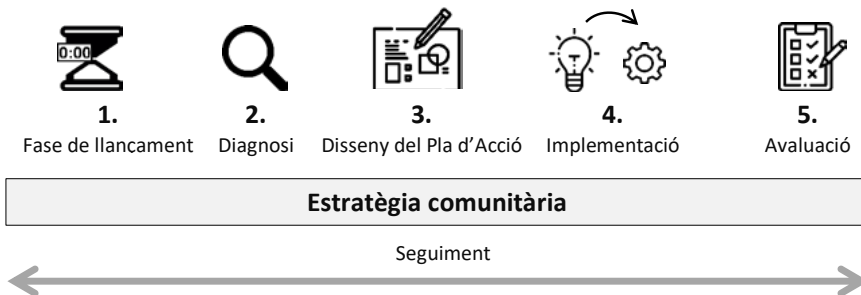 0:00
1.
Fase de llançament
2.
Diagnosi
3.
Disseny del Pla d'Acció
4.
Implementació
5.
Avaluació
Estratègia comunitària
Seguiment